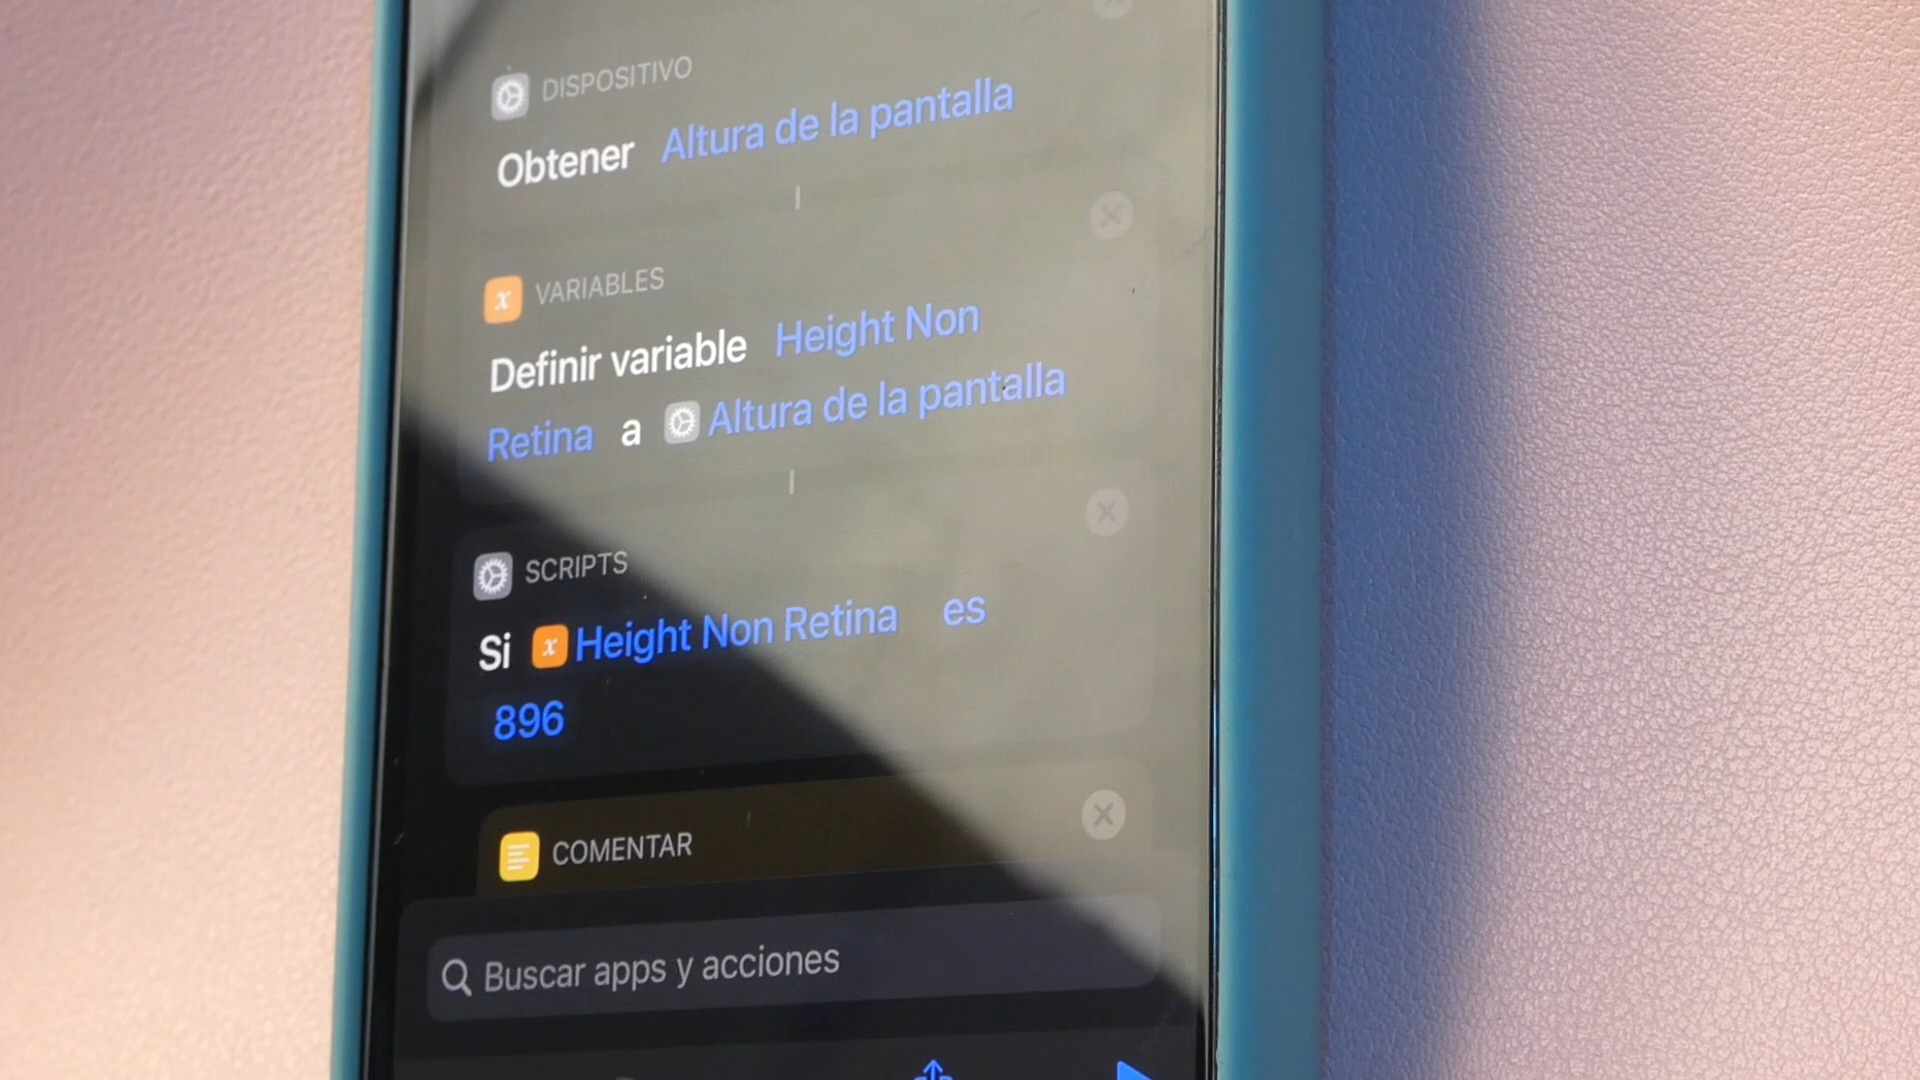 DISPOSITIVO
Obtener Altura de la pantalla
VARIABLES
Definir variable Height Non
Retina a Altura de la pantalla
SCRIPTS
Si x Height Non Retina es
896
COMENTAR
Buscar apps y acciones